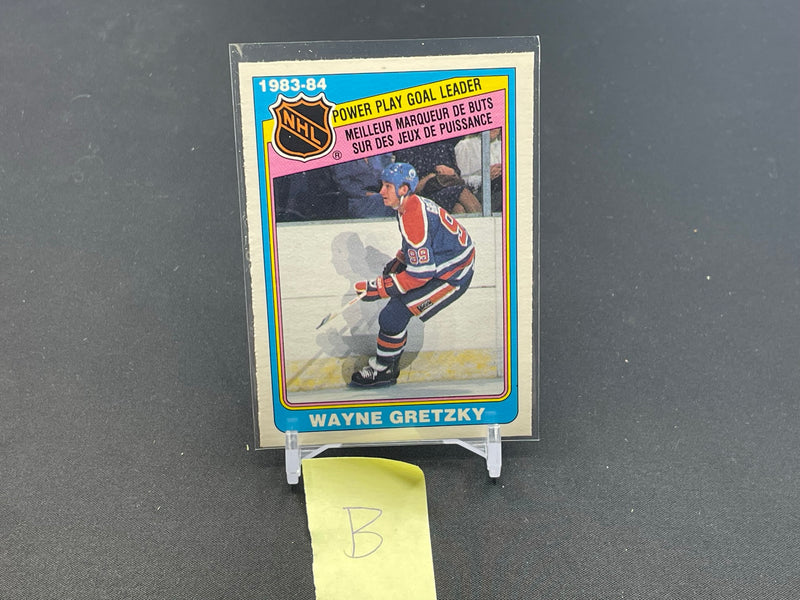 1983-84
NHL
®
POWER PLAY GOAL LEADER
MEILLEUR MARQUEUR DE BUTS
SUR DES JEUX DE PUISSANCE
99
99
WAYNE GRETZKY
B